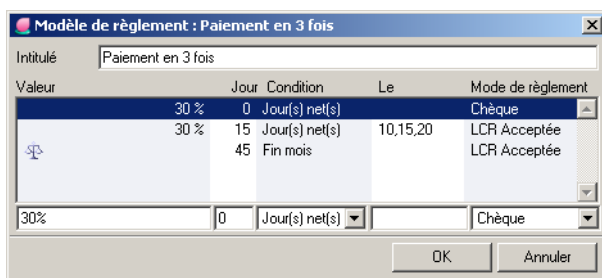 Modèle de règlement : Paiement en 3 fois
Intitulé Paiement en 3 fois
Valeur Jour Condition Le Mode de règlement
30 % 0 Jour(s) net(s) Chèque
30 % 15 Jour(s) net(s) 10,15,20 LCR Acceptée
45 Fin mois LCR Acceptée
30% 0 Jour(s) net(s) Chèque
OK Annuler